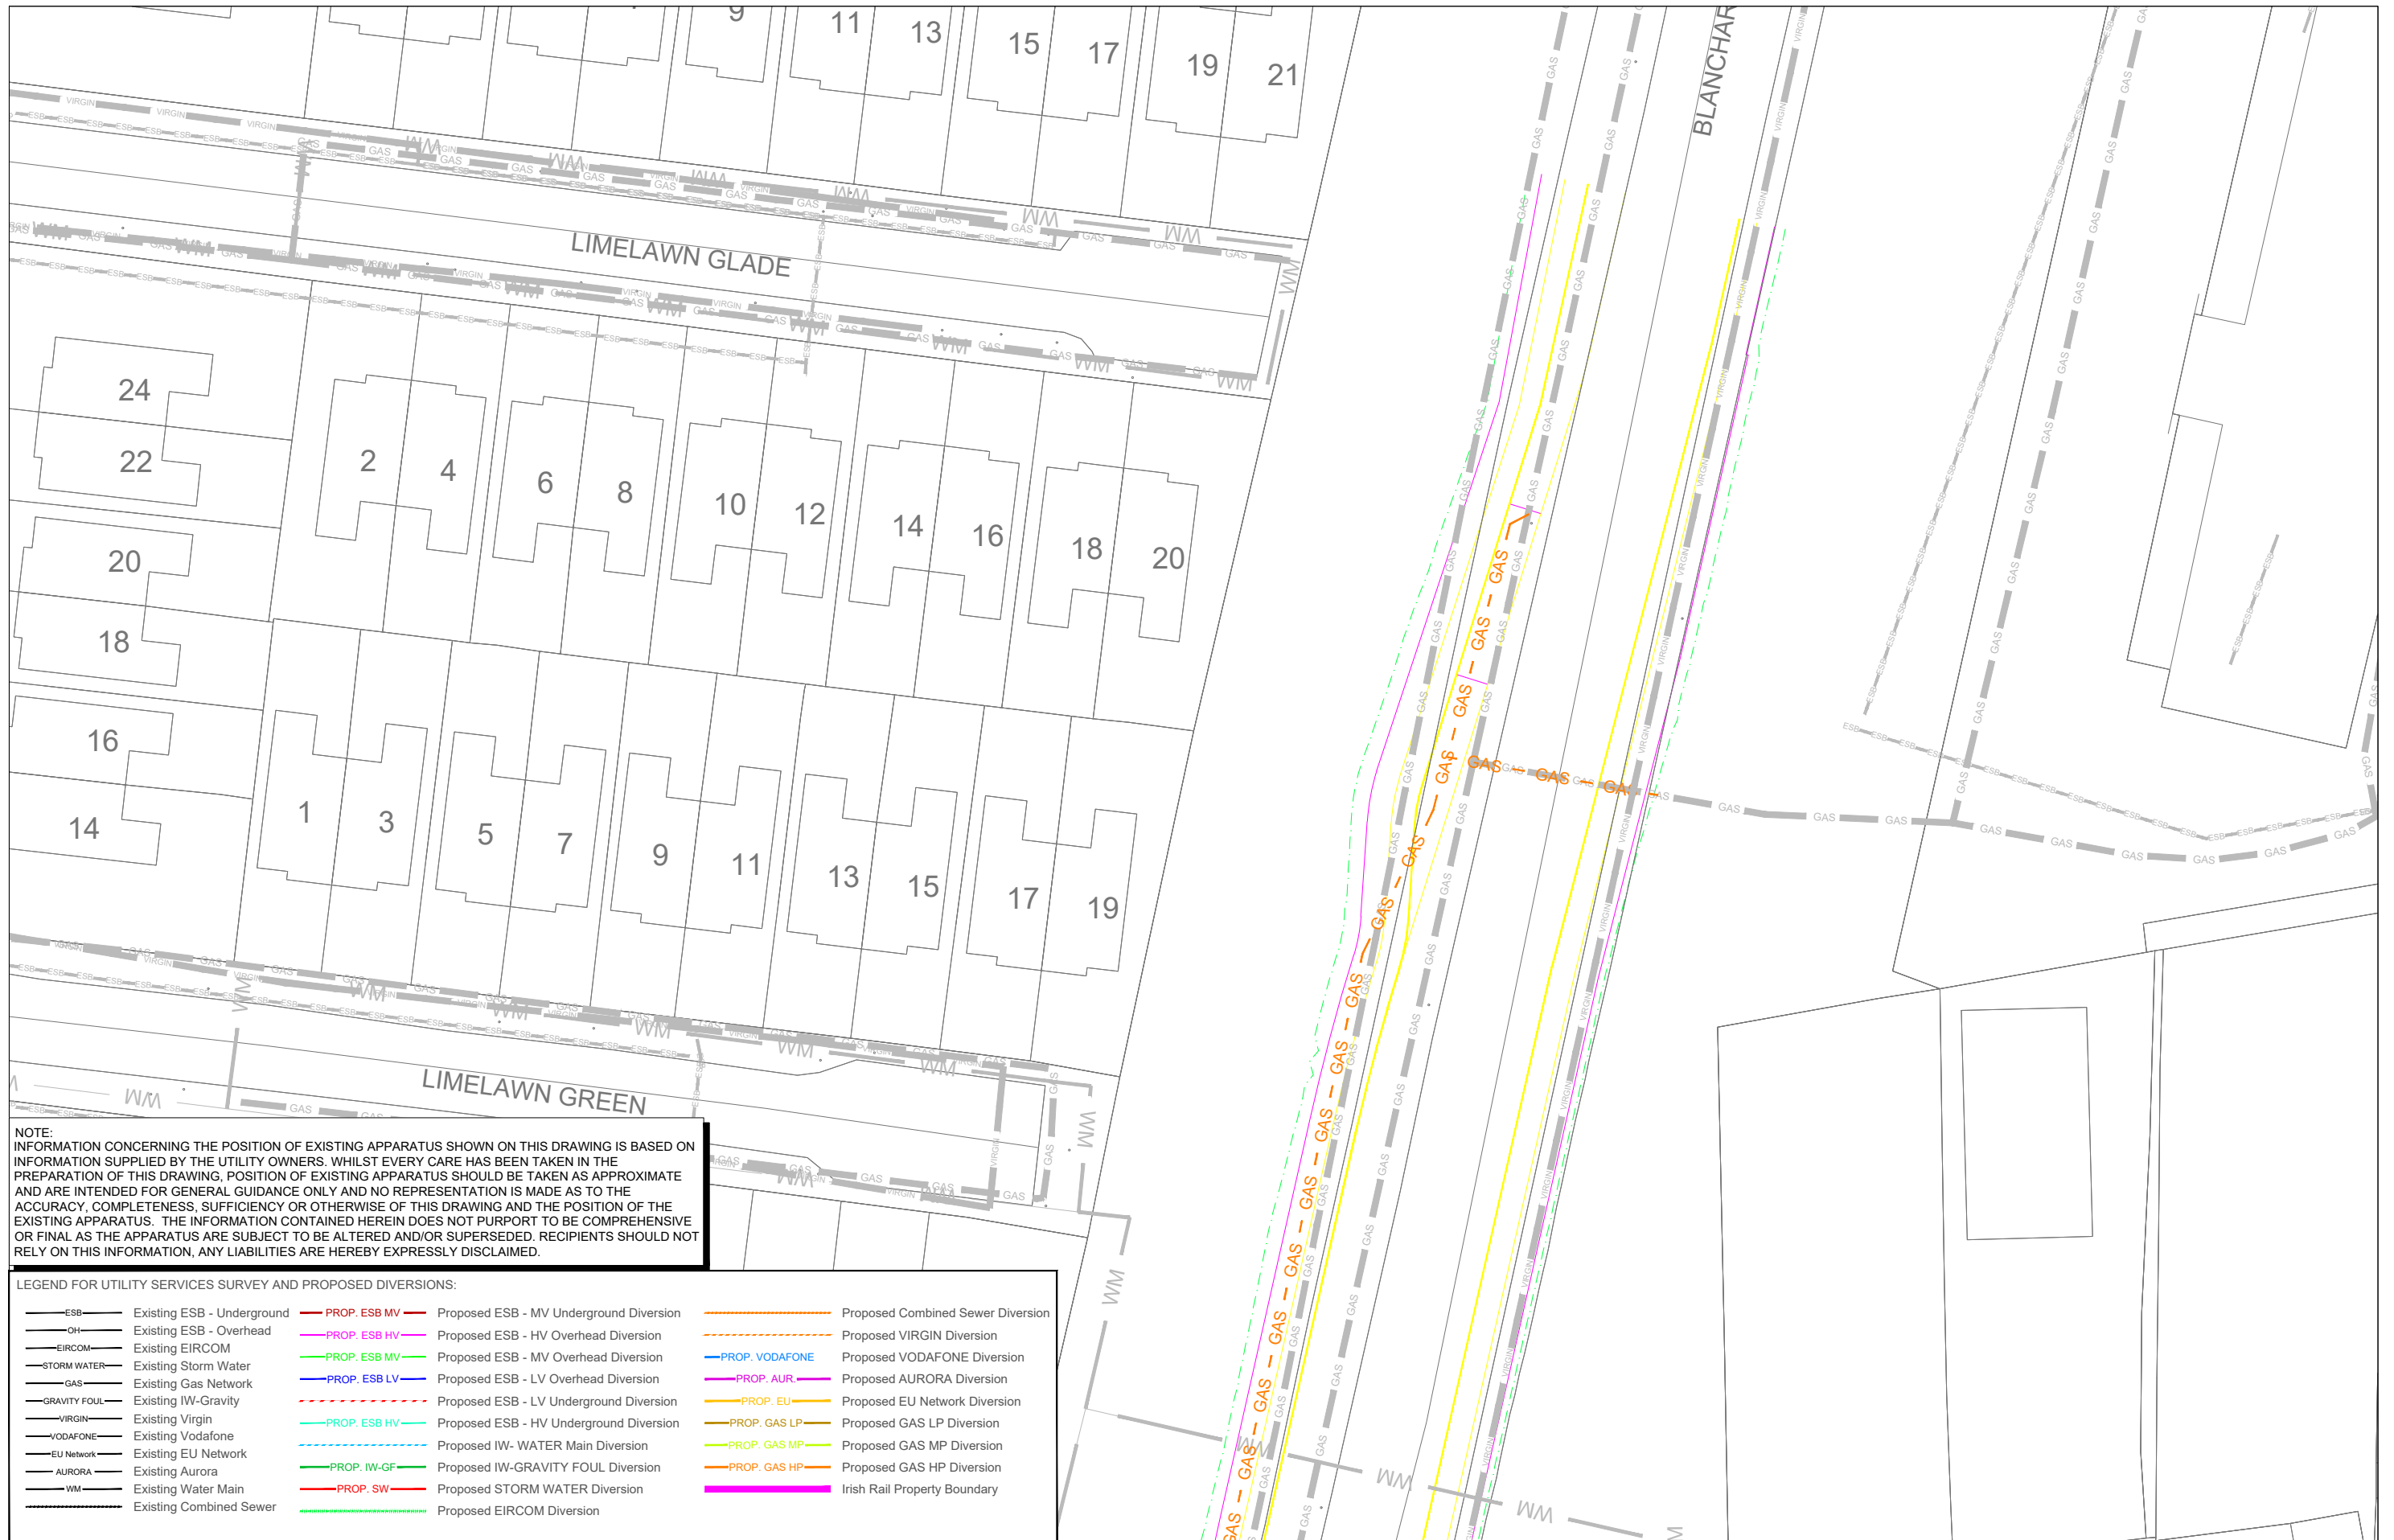 9
11
13
15
17
19
21
BLANCHAR
LIMELAWN GLADE
24
22
20
18
16
14
2
4
6
8
10
12
14
16
18
20
1
3
5
7
9
11
13
15
17
19
LIMELAWN GREEN
VIRGIN
ESB
GAS
WM
GAS
NOTE:
INFORMATION CONCERNING THE POSITION OF EXISTING APPARATUS SHOWN ON THIS DRAWING IS BASED ON
INFORMATION SUPPLIED BY THE UTILITY OWNERS. WHILST EVERY CARE HAS BEEN TAKEN IN THE
PREPARATION OF THIS DRAWING, POSITION OF EXISTING APPARATUS SHOULD BE TAKEN AS APPROXIMATE
AND ARE INTENDED FOR GENERAL GUIDANCE ONLY AND NO REPRESENTATION IS MADE AS TO THE
ACCURACY, COMPLETENESS, SUFFICIENCY OR OTHERWISE OF THIS DRAWING AND THE POSITION OF THE
EXISTING APPARATUS. THE INFORMATION CONTAINED HEREIN DOES NOT PURPORT TO BE COMPREHENSIVE
OR FINAL AS THE APPARATUS ARE SUBJECT TO BE ALTERED AND/OR SUPERSEDED. RECIPIENTS SHOULD NOT
RELY ON THIS INFORMATION, ANY LIABILITIES ARE HEREBY EXPRESSLY DISCLAIMED.
LEGEND FOR UTILITY SERVICES SURVEY AND PROPOSED DIVERSIONS:
ESB Existing ESB - Underground
OH Existing ESB - Overhead
EIRCOM Existing EIRCOM
STORM WATER Existing Storm Water
GAS Existing Gas Network
GRAVITY FOUL Existing IW-Gravity
VIRGIN Existing Virgin
VODAFONE Existing Vodafone
EU Network Existing EU Network
AURORA Existing Aurora
WM Existing Water Main
Existing Combined Sewer
PROP. ESB MV Proposed ESB - MV Underground Diversion
PROP. ESB HV Proposed ESB - HV Overhead Diversion
PROP. ESB MV Proposed ESB - MV Overhead Diversion
PROP. ESB LV Proposed ESB - LV Overhead Diversion
Proposed ESB - LV Underground Diversion
PROP. ESB HV Proposed ESB - HV Underground Diversion
Proposed IW- WATER Main Diversion
PROP. IW-GF Proposed IW-GRAVITY FOUL Diversion
PROP. SW Proposed STORM WATER Diversion
Proposed EIRCOM Diversion
Proposed Combined Sewer Diversion
Proposed VIRGIN Diversion
PROP. VODAFONE Proposed VODAFONE Diversion
PROP. AUR. Proposed AURORA Diversion
PROP. EU Proposed EU Network Diversion
PROP. GAS LP Proposed GAS LP Diversion
PROP. GAS MP Proposed GAS MP Diversion
PROP. GAS HP Proposed GAS HP Diversion
Irish Rail Property Boundary